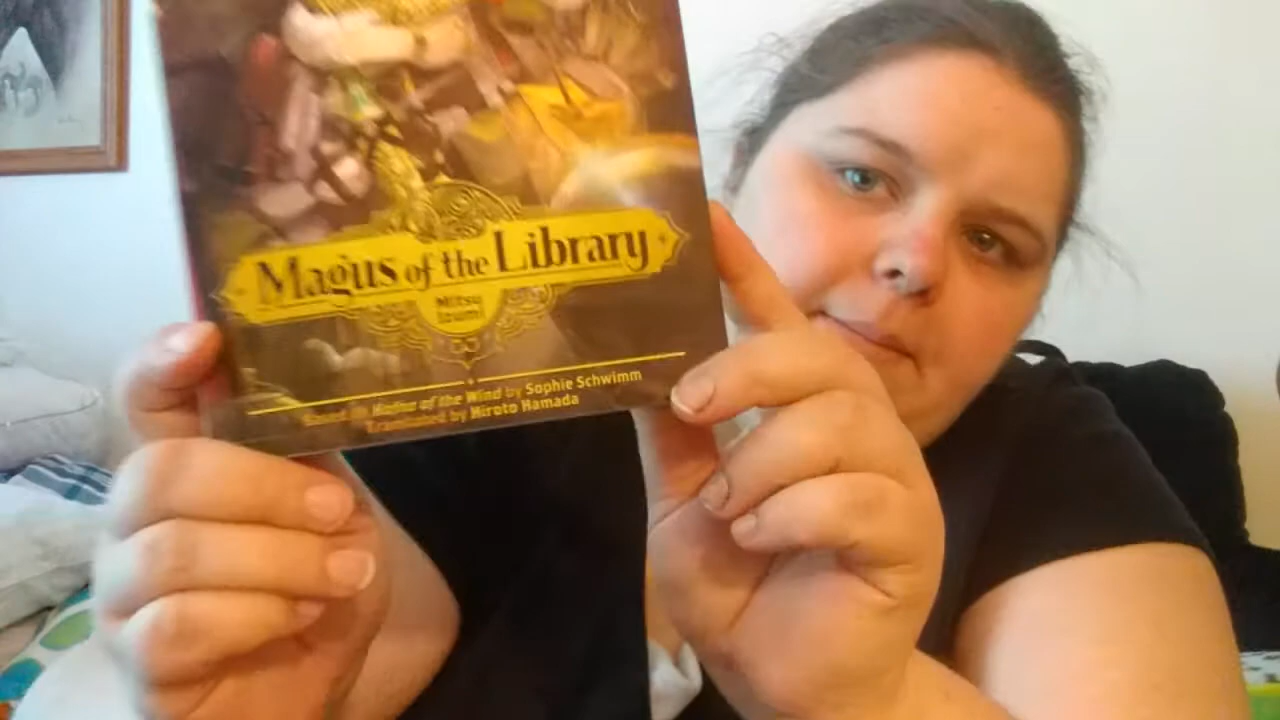 Magus of the Library
Mitsu
Izumi
Based on Magus of the Wind by Sophie Schwimm
Translated by Hiroto Hamada